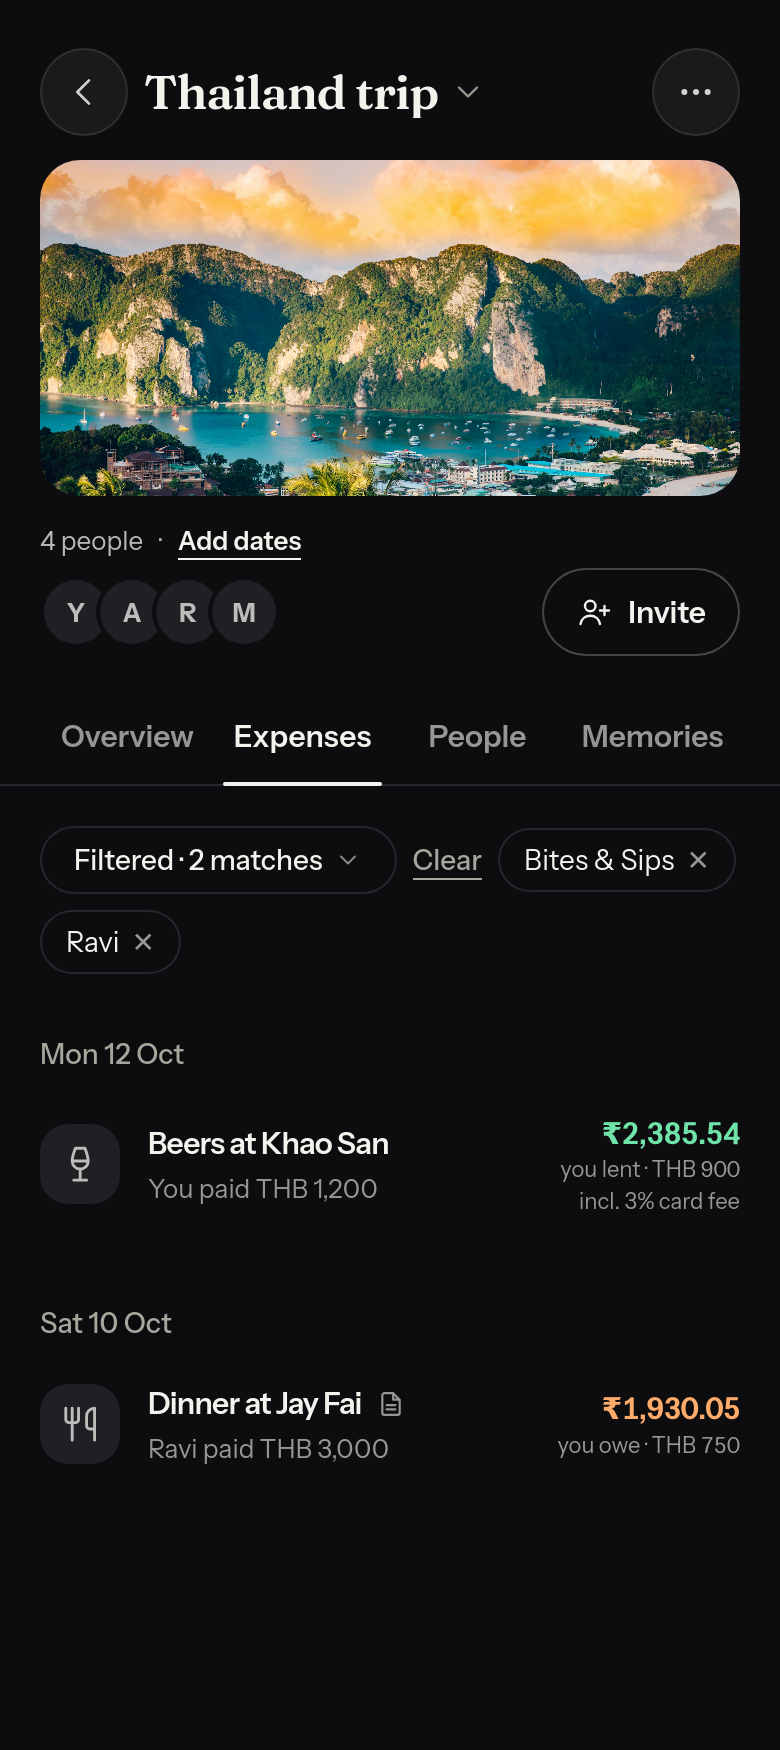 Thailand trip
4 people · Add dates
Y A R M
Invite
Overview Expenses People Memories
Filtered · 2 matches Clear Bites & Sips ✕
Ravi ✕
Mon 12 Oct
Beers at Khao San
You paid THB 1,200
₹2,385.54
you lent · THB 900
incl. 3% card fee
Sat 10 Oct
Dinner at Jay Fai
Ravi paid THB 3,000
₹1,930.05
you owe · THB 750